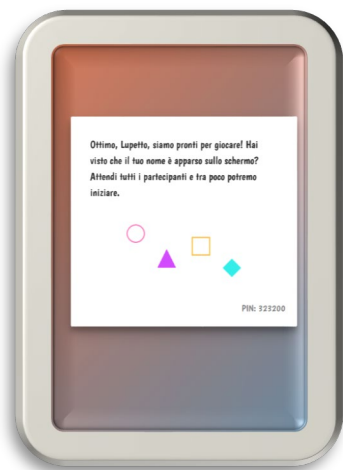 Ottimo, Lupetto, siamo pronti per giocare! Hai
visto che il tuo nome è apparso sullo schermo?
Attendi tutti i partecipanti e tra poco potremo
iniziare.
PIN: 323200